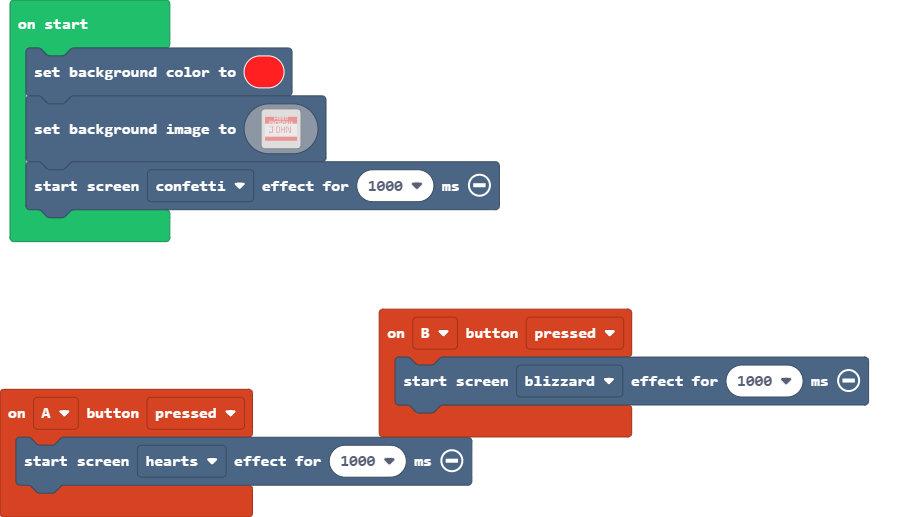 on start
set background color to
set background image to
JOHN
start screen confetti effect for 1000 ms
on B button pressed
start screen blizzard effect for 1000 ms
on A button pressed
start screen hearts effect for 1000 ms